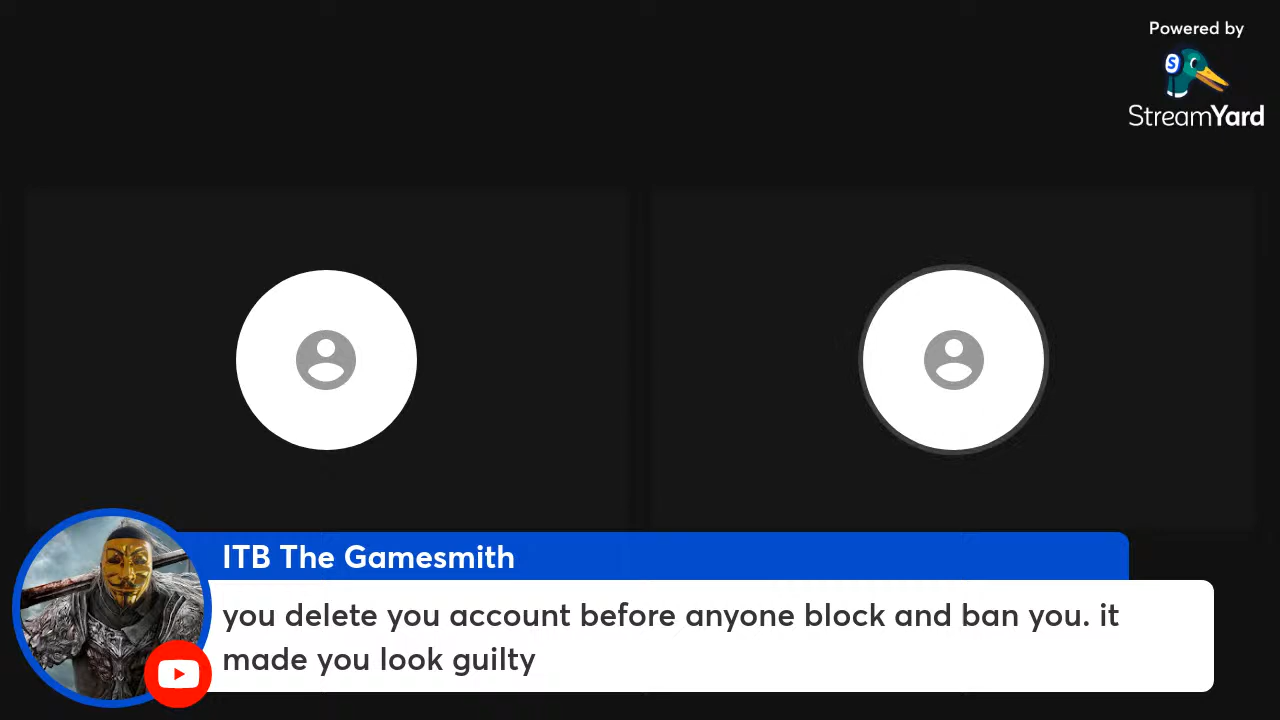 Powered by
S
StreamYard
ITB The Gamesmith
you delete you account before anyone block and ban you. it
made you look guilty